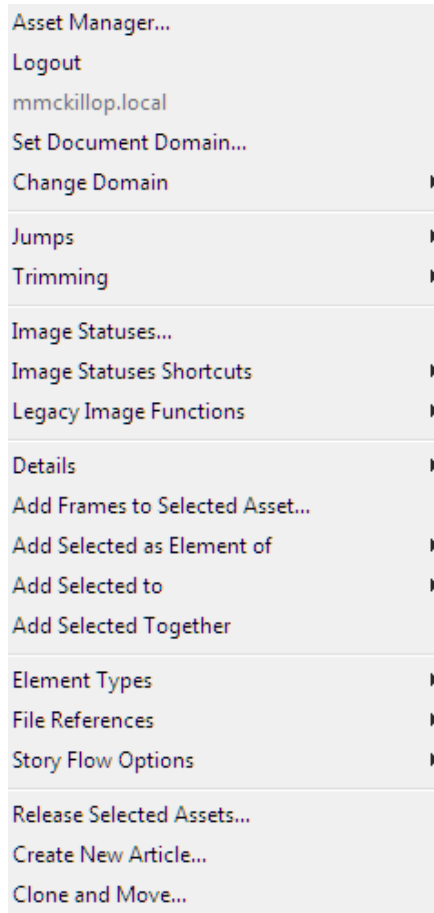 Asset Manager...
Logout
mmckillop.local
Set Document Domain...
Change Domain
Jumps
Trimming
Image Statuses...
Image Statuses Shortcuts
Legacy Image Functions
Details
Add Frames to Selected Asset...
Add Selected as Element of
Add Selected to
Add Selected Together
Element Types
File References
Story Flow Options
Release Selected Assets...
Create New Article...
Clone and Move...